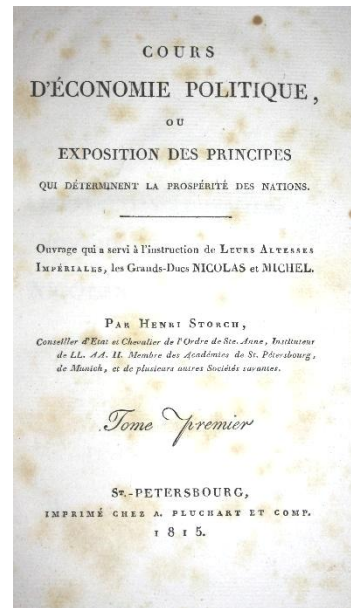 COURS
D'ÉCONOMIE POLITIQUE,
OU
EXPOSITION DES PRINCIPES
QUI DÉTERMINENT LA PROSPÉRITÉ DES NATIONS.
Ouvrage qui a servi à l'instruction de LEURS ALTESSES
IMPÉRIALES, les Grands-Ducs NICOLAS et MICHEL.
PAR HENRI STORCH,
Conseiller d'Etat et Chevalier de l'Ordre de Ste. Anne, Instituteur
de LL. AA. II. Membre des Académies de St. Pétersbourg,
de Munich, et de plusieurs autres Sociétés savantes.
Tome Premier
ST.-PETERSBOURG,
IMPRIMÉ CHEZ A. PLUCHART ET COMP.
1815.